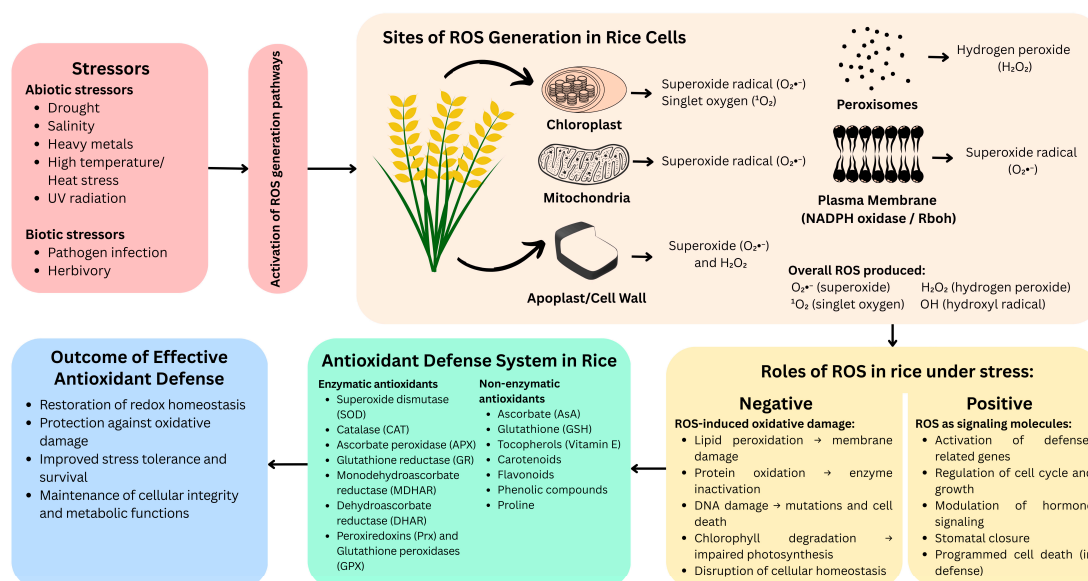 Stressors
Abiotic stressors
• Drought
• Salinity
• Heavy metals
• High temperature/
Heat stress
• UV radiation
Biotic stressors
• Pathogen infection
• Herbivory
Activation of ROS generation pathways
Sites of ROS Generation in Rice Cells
Chloroplast
Superoxide radical (O₂•⁻)
Singlet oxygen (¹O₂)
Mitochondria
Superoxide radical (O₂•⁻)
Apoplast/Cell Wall
Superoxide (O₂•⁻)
and H₂O₂
Peroxisomes
Hydrogen peroxide
(H₂O₂)
Plasma Membrane
(NADPH oxidase / Rboh)
Superoxide radical
(O₂•⁻)
Overall ROS produced:
O₂•⁻ (superoxide)
¹O₂ (singlet oxygen)
H₂O₂ (hydrogen peroxide)
OH (hydroxyl radical)
Outcome of Effective
Antioxidant Defense
• Restoration of redox homeostasis
• Protection against oxidative
damage
• Improved stress tolerance and
survival
• Maintenance of cellular integrity
and metabolic functions
Antioxidant Defense System in Rice
Enzymatic antioxidants
• Superoxide dismutase
(SOD)
• Catalase (CAT)
• Ascorbate peroxidase (APX)
• Glutathione reductase (GR)
• Monodehydroascorbate
reductase (MDHAR)
• Dehydroascorbate
reductase (DHAR)
• Peroxiredoxins (Prx) and
Glutathione peroxidases
(GPX)
Non-enzymatic
antioxidants
• Ascorbate (AsA)
• Glutathione (GSH)
• Tocopherols (Vitamin E)
• Carotenoids
• Flavonoids
• Phenolic compounds
• Proline
Roles of ROS in rice under stress:
Negative
ROS-induced oxidative damage:
• Lipid peroxidation → membrane
damage
• Protein oxidation → enzyme
inactivation
• DNA damage → mutations and cell
death
• Chlorophyll degradation →
impaired photosynthesis
• Disruption of cellular homeostasis
Positive
ROS as signaling molecules:
• Activation of defense
related genes
• Regulation of cell cycle and
growth
• Modulation of hormone
signaling
• Stomatal closure
• Programmed cell death (in
defense)